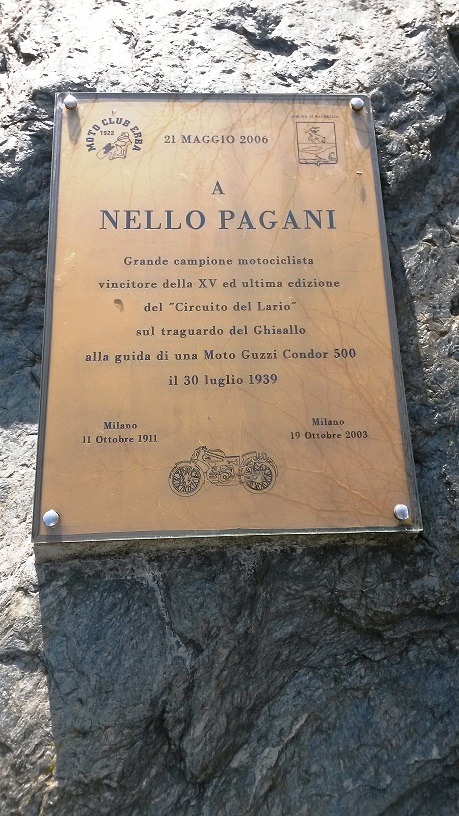 MOTO CLUB ERBA
1922
21 MAGGIO 2006
A
NELLO PAGANI
Grande campione motociclista
vincitore della XV ed ultima edizione
del "Circuito del Lario"
sul traguardo del Ghisallo
alla guida di una Moto Guzzi Condor 500
il 30 luglio 1939
Milano
11 Ottobre 1911
Milano
19 Ottobre 2003